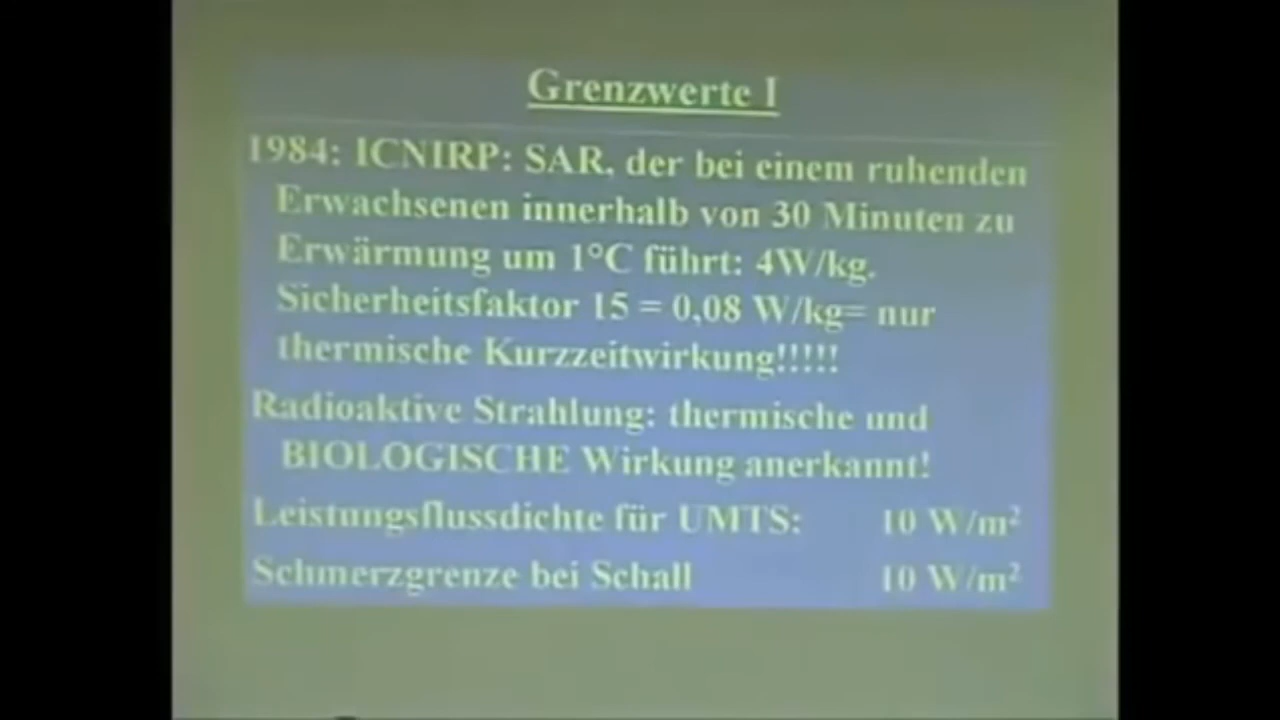 Grenzwerte I
1984: ICNIRP: SAR, der bei einem ruhenden
Erwachsenen innerhalb von 30 Minuten zu
Erwärmung um 1°C führt: 4W/kg.
Sicherheitsfaktor 15 = 0,08 W/kg= nur
thermische Kurzzeitwirkung!!!!!
Radioaktive Strahlung: thermische und
BIOLOGISCHE Wirkung anerkannt!
Leistungsflussdichte für UMTS: 10 W/m²
Schmerzgrenze bei Schall 10 W/m²